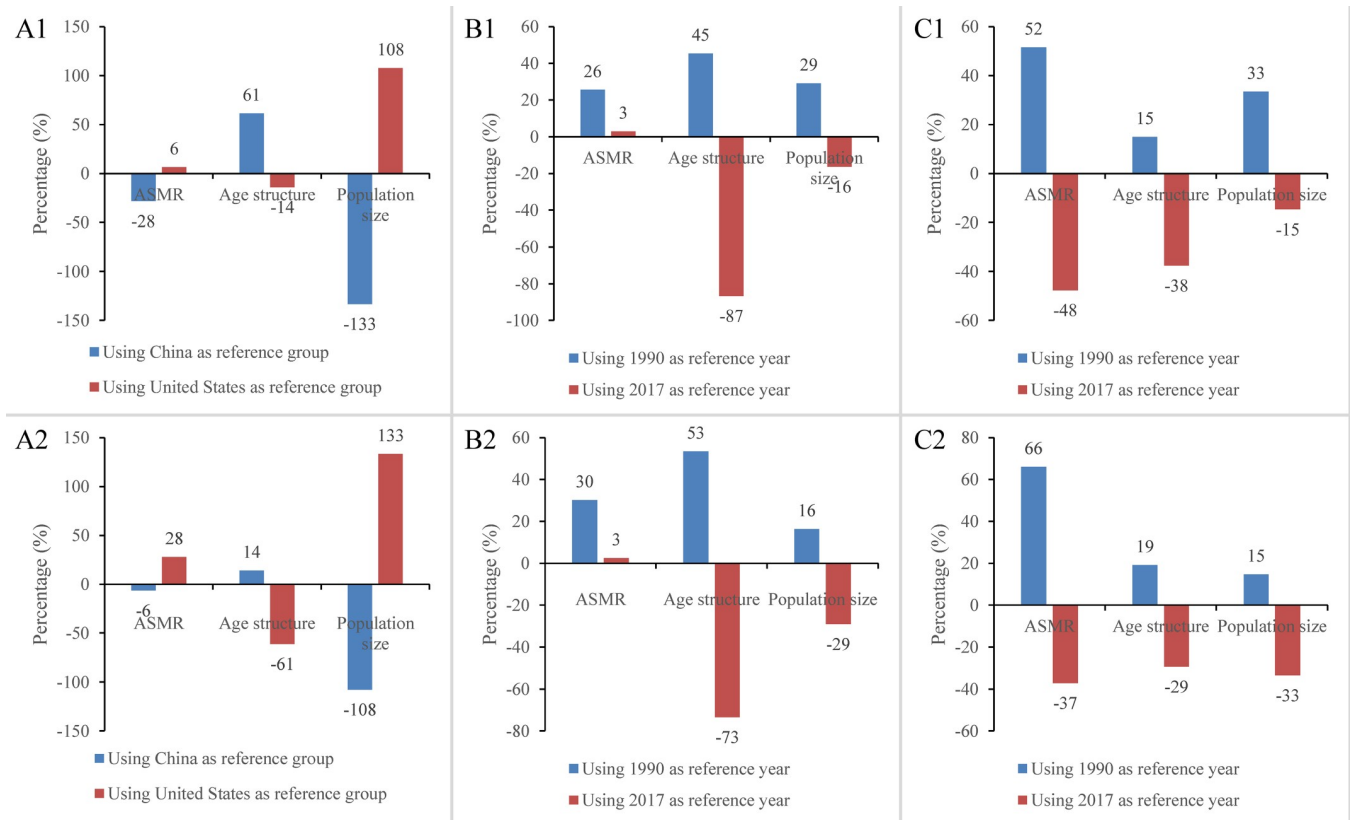 A1
Percentage (%)
150
100
50
0
-50
-100
-150
-28
6
61
-14
-133
108
ASMR
Age structure
Population
size
Using China as reference group
Using United States as reference group
B1
Percentage (%)
60
40
20
0
-20
-40
-60
-80
-100
26
3
45
-87
29
-16
ASMR
Age structure
Population
size
Using 1990 as reference year
Using 2017 as reference year
C1
Percentage (%)
60
40
20
0
-20
-40
-60
52
-48
15
-38
33
-15
ASMR
Age structure
Population size
Using 1990 as reference year
Using 2017 as reference year
A2
Percentage (%)
150
100
50
0
-50
-100
-150
-6
28
14
-61
-108
133
ASMR
Age structure
Population
size
Using China as reference group
Using United States as reference group
B2
Percentage (%)
60
40
20
0
-20
-40
-60
-80
30
3
53
-73
16
-29
ASMR
Age structure
Population size
Using 1990 as reference year
Using 2017 as reference year
C2
Percentage (%)
80
60
40
20
0
-20
-40
-60
66
-37
19
-29
15
-33
ASMR
Age structure
Population size
Using 1990 as reference year
Using 2017 as reference year